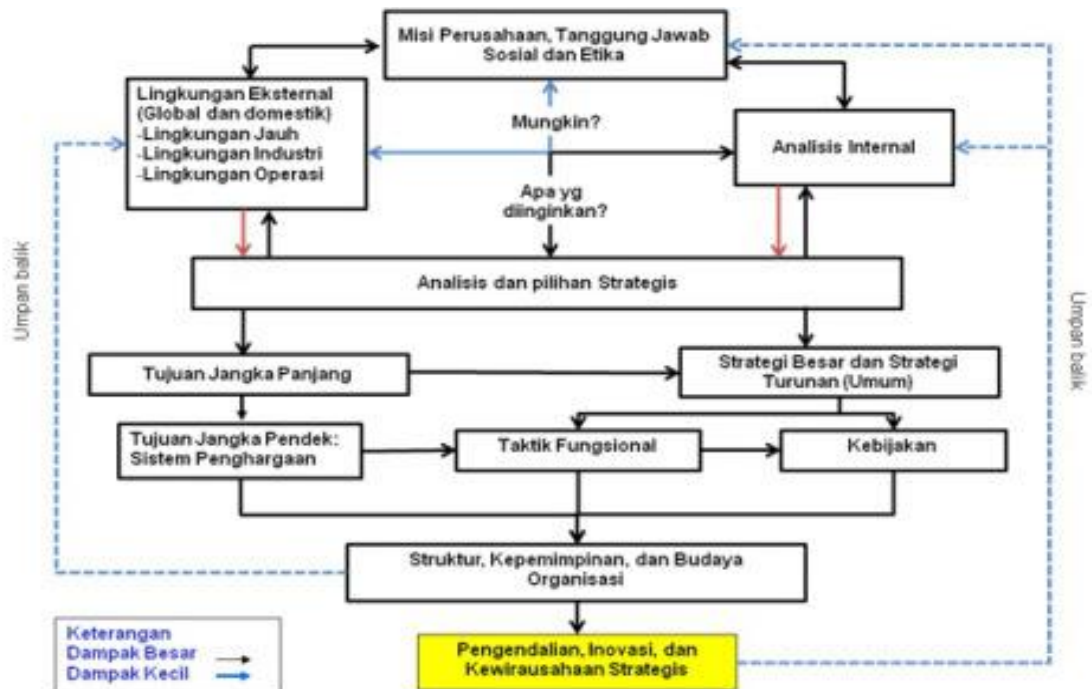 Misi Perusahaan, Tanggung Jawab
Sosial dan Etika
Lingkungan Eksternal
(Global dan domestik)
-Lingkungan Jauh
-Lingkungan Industri
-Lingkungan Operasi
Mungkin?
Analisis Internal
Apa yg
diinginkan?
Umpan balik
Analisis dan pilihan Strategis
Umpan balik
Tujuan Jangka Panjang
Strategi Besar dan Strategi
Turunan (Umum)
Tujuan Jangka Pendek:
Sistem Penghargaan
Taktik Fungsional
Kebijakan
Struktur, Kepemimpinan, dan Budaya
Organisasi
Keterangan
Dampak Besar
Dampak Kecil
Pengendalian, Inovasi, dan
Kewirausahaan Strategis